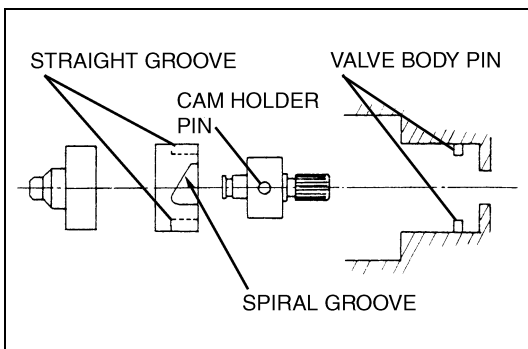 STRAIGHT GROOVE
VALVE BODY PIN
CAM HOLDER
PIN
SPIRAL GROOVE